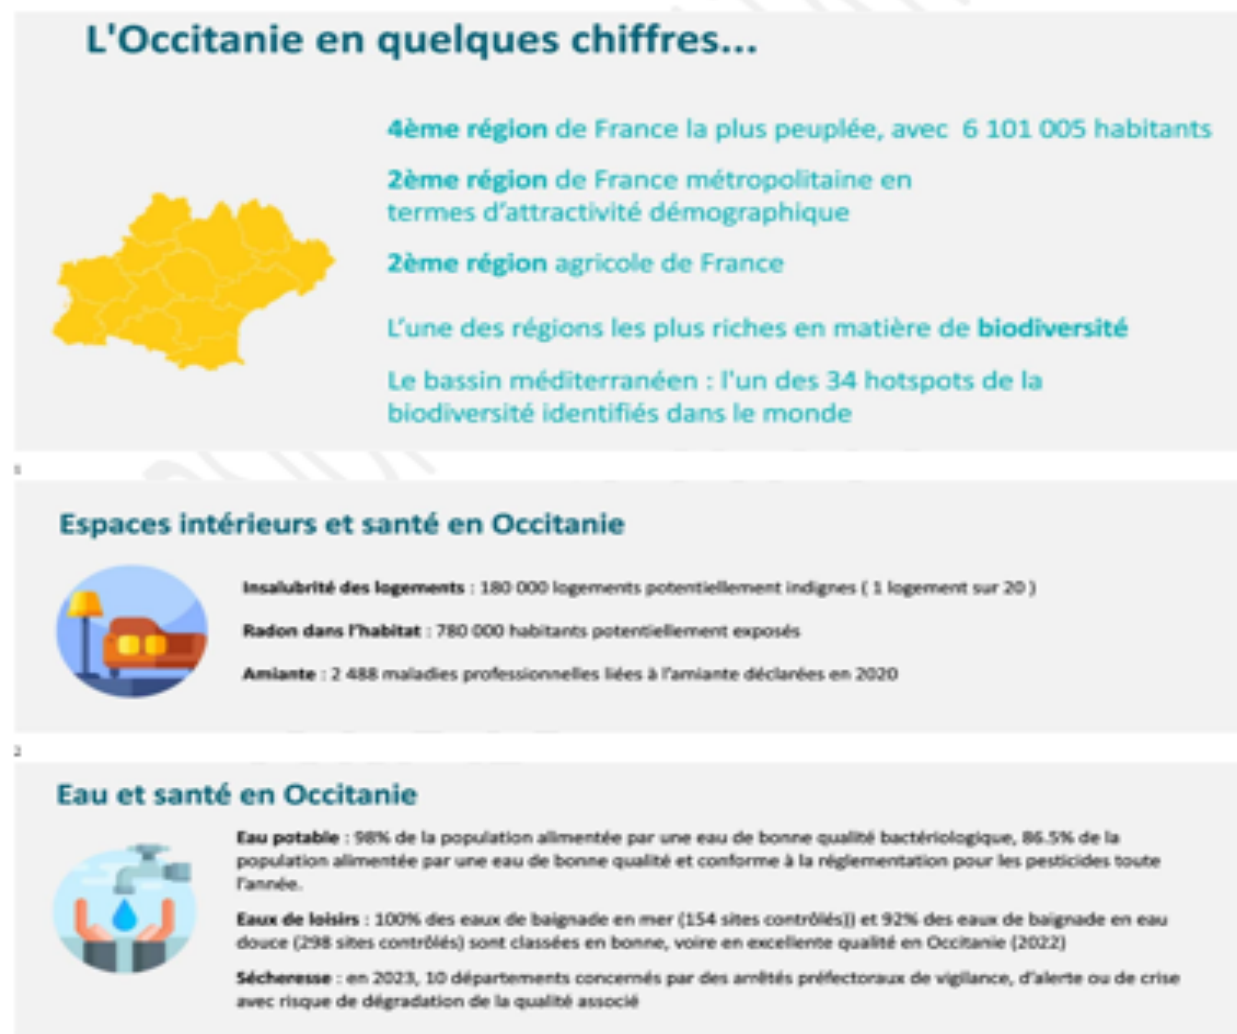 L'Occitanie en quelques chiffres...
4ème région de France la plus peuplée, avec 6 101 005 habitants
2ème région de France métropolitaine en
termes d'attractivité démographique
2ème région agricole de France
L'une des régions les plus riches en matière de biodiversité
Le bassin méditerranéen : l'un des 34 hotspots de la
biodiversité identifiés dans le monde
Espaces intérieurs et santé en Occitanie
Insalubrité des logements : 180 000 logements potentiellement indignes ( 1 logement sur 20 )
Radon dans l'habitat : 780 000 habitants potentiellement exposés
Amiante : 2 488 maladies professionnelles liées à l'amiante déclarées en 2020
2
Eau et santé en Occitanie
Eau potable : 98% de la population alimentée par une eau de bonne qualité bactériologique, 86.5% de la
population alimentée par une eau de bonne qualité et conforme à la réglementation pour les pesticides toute
l'année.
Eaux de loisirs : 100% des eaux de baignade en mer (154 sites contrôlés)) et 92% des eaux de baignade en eau
douce (298 sites contrôlés) sont classées en bonne, voire en excellente qualité en Occitanie (2022)
Sécheresse : en 2023, 10 départements concernés par des arrêtés préfectoraux de vigilance, d'alerte ou de crise
avec risque de dégradation de la qualité associé